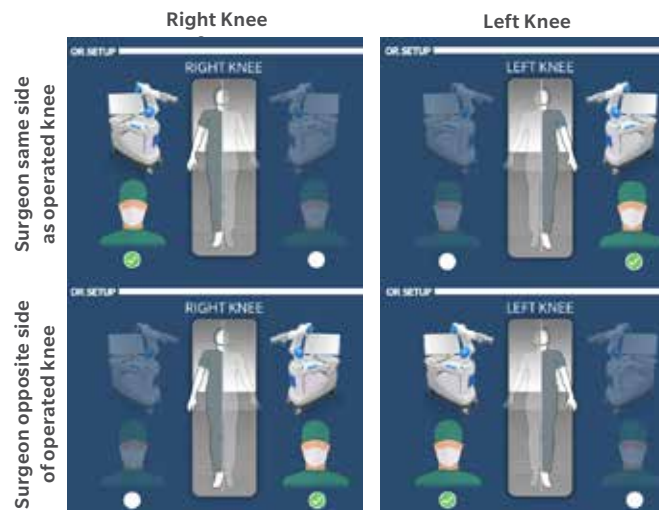 Right Knee
Left Knee
Surgeon same side
as operated knee
OR SETUP
RIGHT KNEE
OR SETUP
LEFT KNEE
Surgeon opposite side
of operated knee
OR SETUP
RIGHT KNEE
OR SETUP
LEFT KNEE